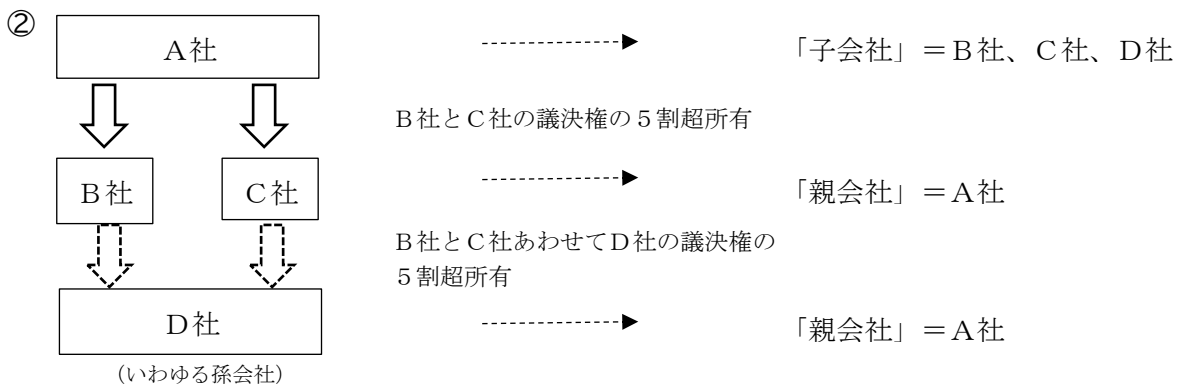 ②
A社
「子会社」＝B社、C社、D社
B社とC社の議決権の５割超所有
B社
C社
「親会社」＝A社
B社とC社あわせてD社の議決権の
５割超所有
D社
「親会社」＝A社
（いわゆる孫会社）